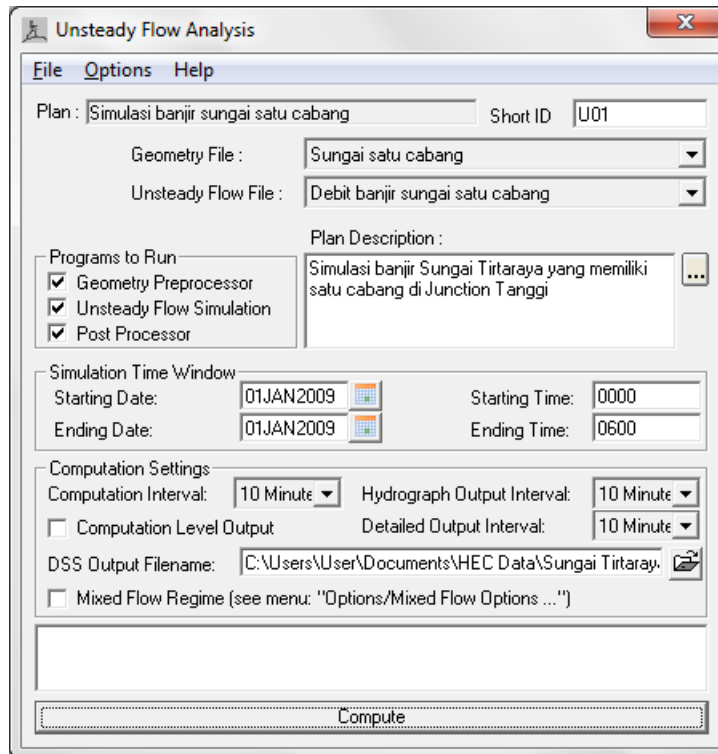 Unsteady Flow Analysis
File Options Help
Plan : Simulasi banjir sungai satu cabang Short ID U01
Geometry File : Sungai satu cabang
Unsteady Flow File : Debit banjir sungai satu cabang
Plan Description :
Programs to Run
Geometry Preprocessor
Unsteady Flow Simulation
Post Processor
Simulasi banjir Sungai Tirtaraya yang memiliki
satu cabang di Junction Tanggi
...
Simulation Time Window
Starting Date: 01JAN2009 Starting Time: 0000
Ending Date: 01JAN2009 Ending Time: 0600
Computation Settings
Computation Interval: 10 Minute Hydrograph Output Interval: 10 Minute
Computation Level Output Detailed Output Interval: 10 Minute
DSS Output Filename: C:\Users\User\Documents\HEC Data\Sungai Tirtaraya
Mixed Flow Regime (see menu: "Options/Mixed Flow Options ...")
Compute